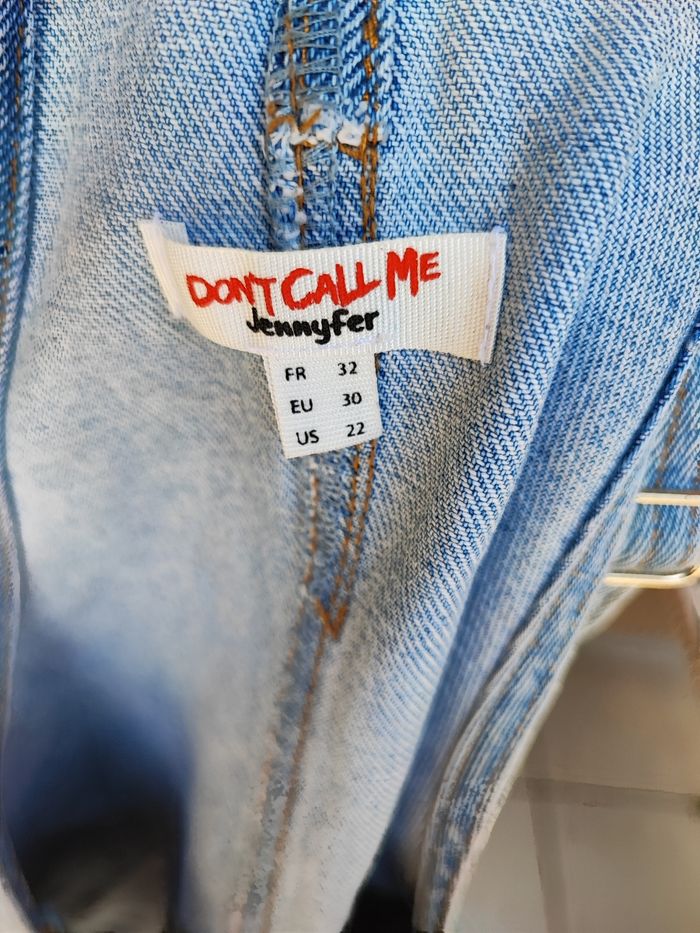 DON'T CALL ME
Jennyfer
FR 32
EU 30
US 22